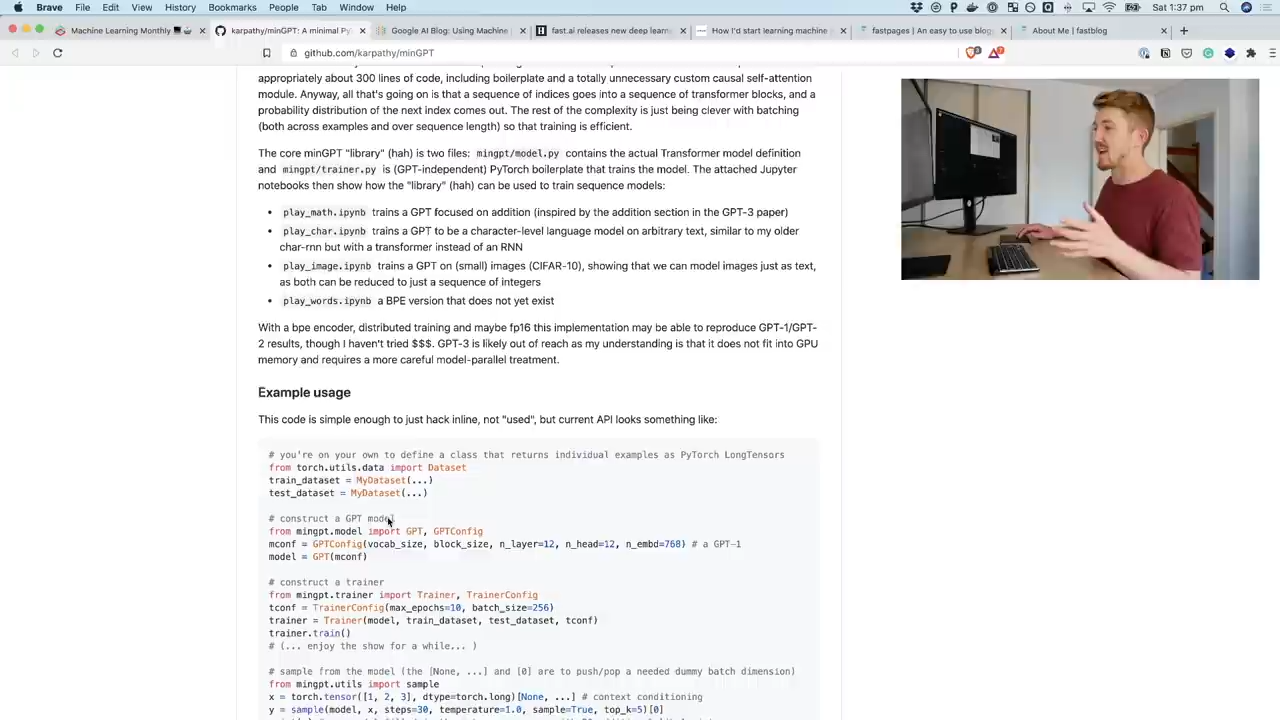 Brave File Edit View History Bookmarks People Tab Window Help Sat 1:37 pm
Machine Learning Monthly karpathy/minGPT: A minimal Py Google AI Blog: Using Machine fast.ai releases new deep learn How I'd start learning machine fastpages | An easy to use blog About Me | fastblog
github.com/karpathy/minGPT
appropriately about 300 lines of code, including boilerplate and a totally unnecessary custom causal self-attention
module. Anyway, all that's going on is that a sequence of indices goes into a sequence of transformer blocks, and a
probability distribution of the next index comes out. The rest of the complexity is just being clever with batching
(both across examples and over sequence length) so that training is efficient.
The core minGPT "library" (hah) is two files: mingpt/model.py contains the actual Transformer model definition
and mingpt/trainer.py is (GPT-independent) PyTorch boilerplate that trains the model. The attached Jupyter
notebooks then show how the "library" (hah) can be used to train sequence models:
• play_math.ipynb trains a GPT focused on addition (inspired by the addition section in the GPT-3 paper)
• play_char.ipynb trains a GPT to be a character-level language model on arbitrary text, similar to my older
char-rnn but with a transformer instead of an RNN
• play_image.ipynb trains a GPT on (small) images (CIFAR-10), showing that we can model images just as text,
as both can be reduced to just a sequence of integers
• play_words.ipynb a BPE version that does not yet exist
With a bpe encoder, distributed training and maybe fp16 this implementation may be able to reproduce GPT-1/GPT-
2 results, though I haven't tried $$$. GPT-3 is likely out of reach as my understanding is that it does not fit into GPU
memory and requires a more careful model-parallel treatment.
Example usage
This code is simple enough to just hack inline, not "used", but current API looks something like:
# you're on your own to define a class that returns individual examples as PyTorch LongTensors
from torch.utils.data import Dataset
train_dataset = MyDataset(...)
test_dataset = MyDataset(...)
# construct a GPT model
from mingpt.model import GPT, GPTConfig
mconf = GPTConfig(vocab_size, block_size, n_layer=12, n_head=12, n_embd=768) # a GPT-1
model = GPT(mconf)
# construct a trainer
from mingpt.trainer import Trainer, TrainerConfig
tconf = TrainerConfig(max_epochs=10, batch_size=256)
trainer = Trainer(model, train_dataset, test_dataset, tconf)
trainer.train()
# (... enjoy the show for a while... )
# sample from the model (the [None, ...] and [0] are to push/pop a needed dummy batch dimension)
from mingpt.utils import sample
x = torch.tensor([1, 2, 3], dtype=torch.long)[None, ...] # context conditioning
y = sample(model, x, steps=30, temperature=1.0, sample=True, top_k=5)[0]